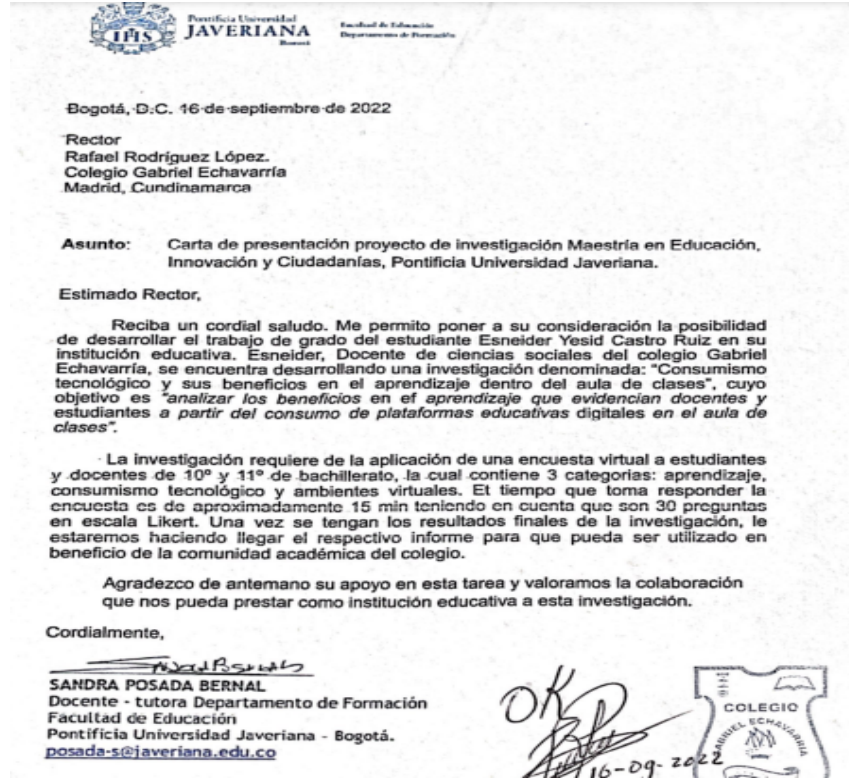 IHS
Pontificia Universidad
JAVERIANA
Bogotá
Facultad de Educación
Departamento de Formación
Bogotá, D.C. 16 de septiembre de 2022
Rector
Rafael Rodríguez López.
Colegio Gabriel Echavarría
Madrid, Cundinamarca
Asunto: Carta de presentación proyecto de investigación Maestría en Educación,
Innovación y Ciudadanías, Pontificia Universidad Javeriana.
Estimado Rector,
Reciba un cordial saludo. Me permito poner a su consideración la posibilidad
de desarrollar el trabajo de grado del estudiante Esneider Yesid Castro Ruiz en su
institución educativa. Esneider, Docente de ciencias sociales del colegio Gabriel
Echavarría, se encuentra desarrollando una investigación denominada: “Consumismo
tecnológico y sus beneficios en el aprendizaje dentro del aula de clases”, cuyo
objetivo es “analizar los beneficios en el aprendizaje que evidencian docentes y
estudiantes a partir del consumo de plataformas educativas digitales en el aula de
clases”.
La investigación requiere de la aplicación de una encuesta virtual a estudiantes
y docentes de 10º y 11º de bachillerato, la cual contiene 3 categorias: aprendizaje,
consumismo tecnológico y ambientes virtuales. El tiempo que toma responder la
encuesta es de aproximadamente 15 min teniendo en cuenta que son 30 preguntas
en escala Likert. Una vez se tengan los resultados finales de la investigación, le
estaremos haciendo llegar el respectivo informe para que pueda ser utilizado en
beneficio de la comunidad académica del colegio.
Agradezco de antemano su apoyo en esta tarea y valoramos la colaboración
que nos pueda prestar como institución educativa a esta investigación.
Cordialmente,
SANDRA POSADA BERNAL
Docente - tutora Departamento de Formación
Facultad de Educación
Pontificia Universidad Javeriana - Bogotá.
posada-s@javeriana.edu.co
OK
16-09-2022
COLEGIO
GABRIEL ECHAVARRIA